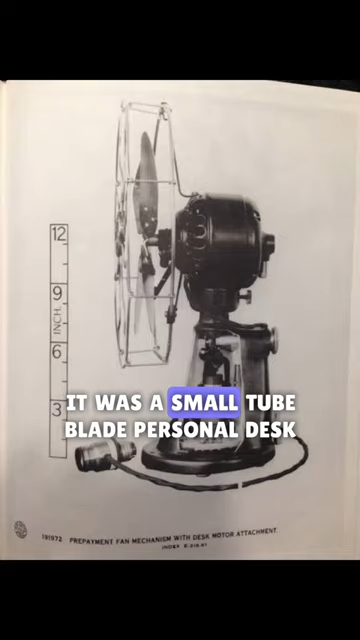 12
9
INCH.
6
3
IT WAS A SMALL TUBE
BLADE PERSONAL DESK
191972 PREPAYMENT FAN MECHANISM WITH DESK MOTOR ATTACHMENT.